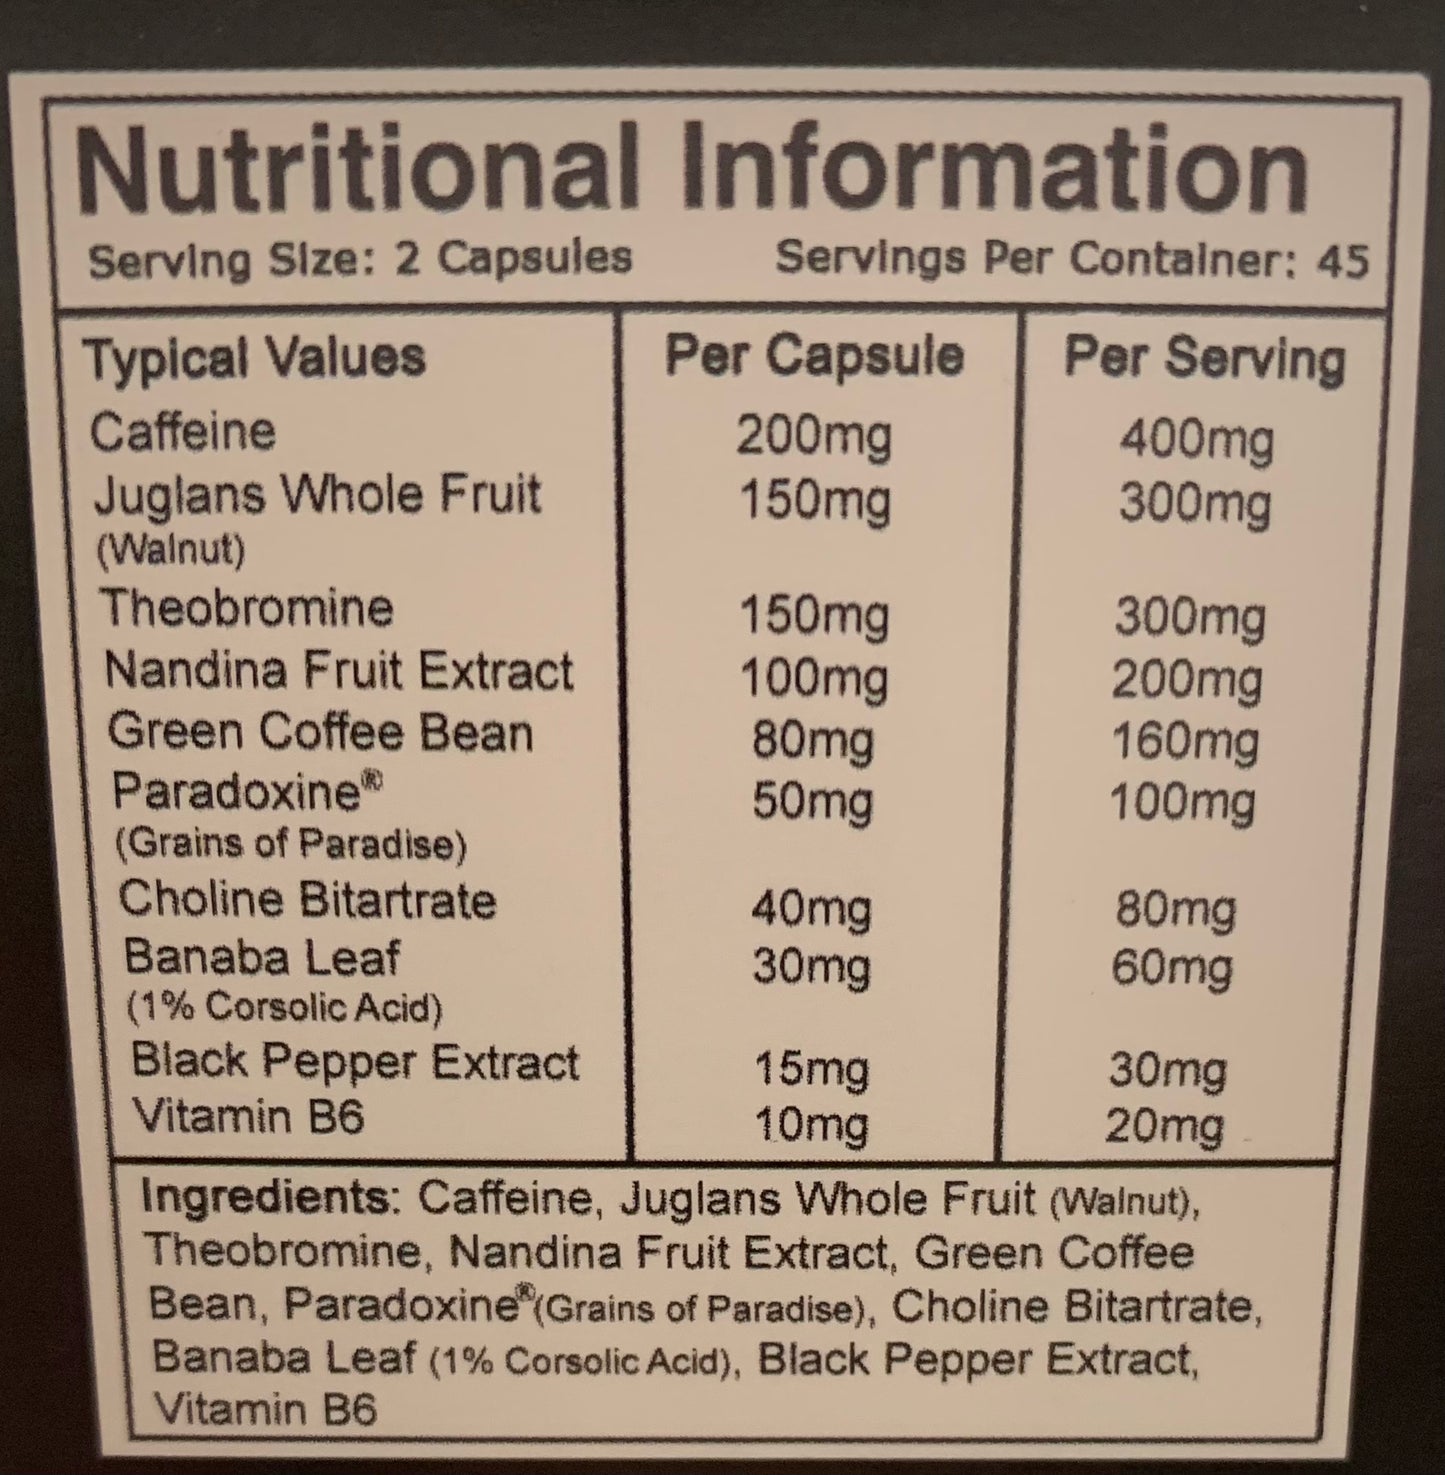 Nutritional Information
Serving Size: 2 Capsules Servings Per Container: 45
Typical Values Per Capsule Per Serving
Caffeine 200mg 400mg
Juglans Whole Fruit 150mg 300mg
(Walnut)
Theobromine 150mg 300mg
Nandina Fruit Extract 100mg 200mg
Green Coffee Bean 80mg 160mg
Paradoxine® 50mg 100mg
(Grains of Paradise)
Choline Bitartrate 40mg 80mg
Banaba Leaf 30mg 60mg
(1% Corsolic Acid)
Black Pepper Extract 15mg 30mg
Vitamin B6 10mg 20mg
Ingredients: Caffeine, Juglans Whole Fruit (Walnut),
Theobromine, Nandina Fruit Extract, Green Coffee
Bean, Paradoxine®(Grains of Paradise), Choline Bitartrate,
Banaba Leaf (1% Corsolic Acid), Black Pepper Extract,
Vitamin B6